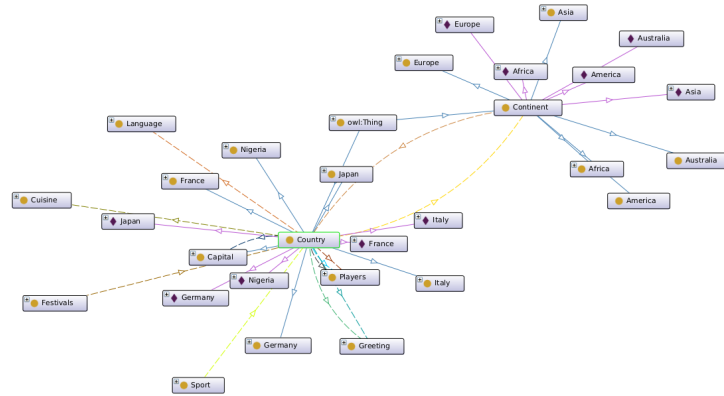 Asia
Europe
Australia
Europe
Africa
America
Asia
Continent
Language
owl:Thing
Nigeria
Japan
Africa
Australia
France
America
Cuisine
Japan
Italy
Country
France
Capital
Nigeria
Players
Italy
Germany
Festivals
Germany
Greeting
Sport